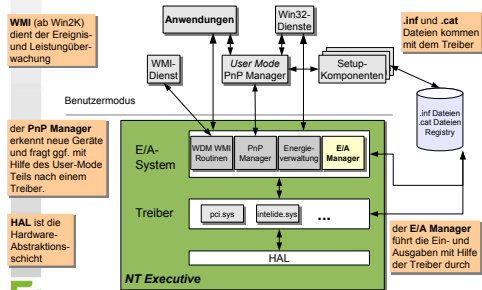 WMI (ab Win2K)
dient der Ereignis-
und Leistungsüber-
wachung
Anwendungen
Win32-
Dienste
.inf und .cat
Dateien kommen
mit dem Treiber
WMI-
Dienst
User Mode
PnP Manager
Setup-
Komponenten
Benutzermodus
.inf Dateien
.cat Dateien
Registry
der PnP Manager
erkennt neue Geräte
und fragt ggf. mit
Hilfe des User-Mode
Teils nach einem
Treiber.
E/A-
System
WDM WMI
Routinen
PnP
Manager
Energie-
verwaltung
E/A
Manager
Treiber
pci.sys
intelide.sys
...
HAL ist die
Hardware-
Abstraktions-
schicht
HAL
der E/A Manager
führt die Ein- und
Ausgaben mit Hilfe
der Treiber durch
NT Executive